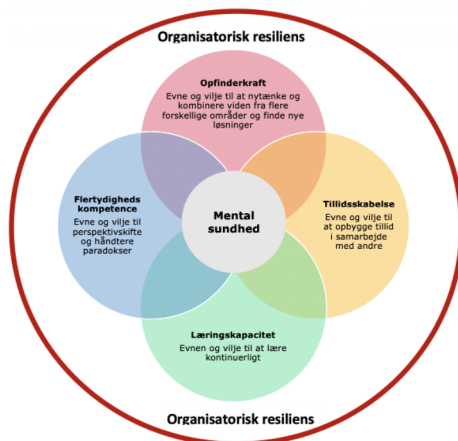 Organisatorisk resiliens
Opfinderkraft
Evne og vilje til at nytænke og
kombinere viden fra flere
forskellige områder og finde nye
løsninger
Flertydigheds
kompetence
Evne og vilje til
perspektivskifte
og håndtere
paradokser
Mental
sundhed
Tillidsskabelse
Evne og vilje til
at opbygge tillid
i samarbejde
med andre
Læringskapacitet
Evnen og vilje til at lære
kontinuerligt
Organisatorisk resiliens